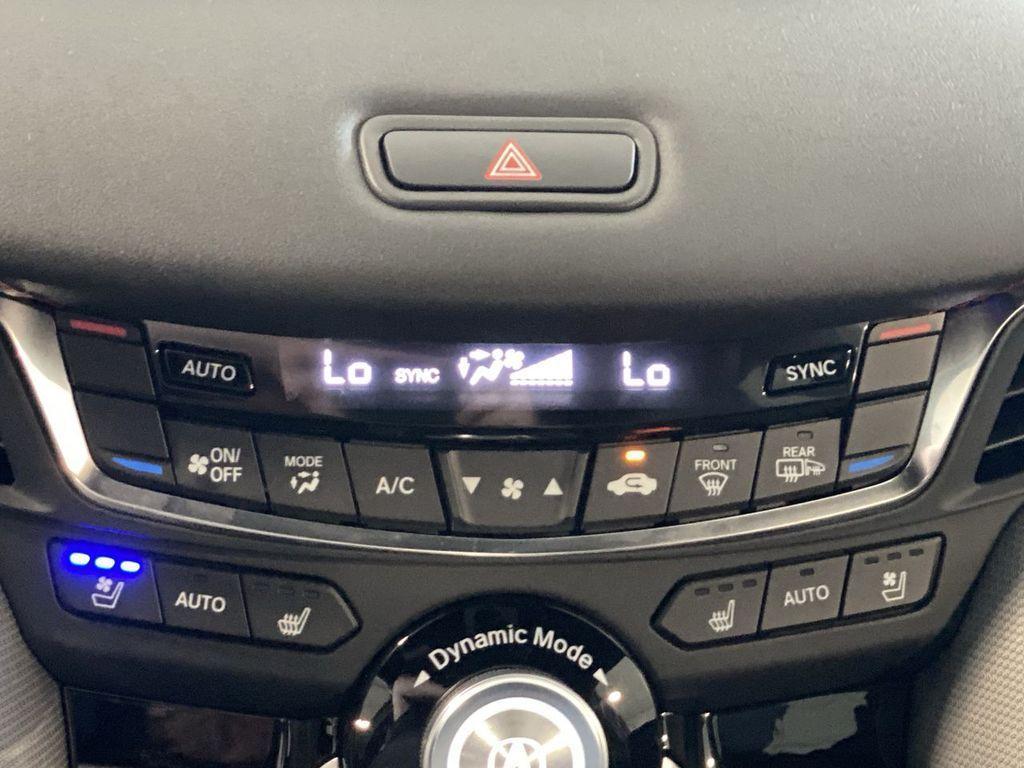 AUTO
Lo SYNC Lo
SYNC
ON/
OFF
MODE
A/C
FRONT
REAR
AUTO
AUTO
Dynamic Mode